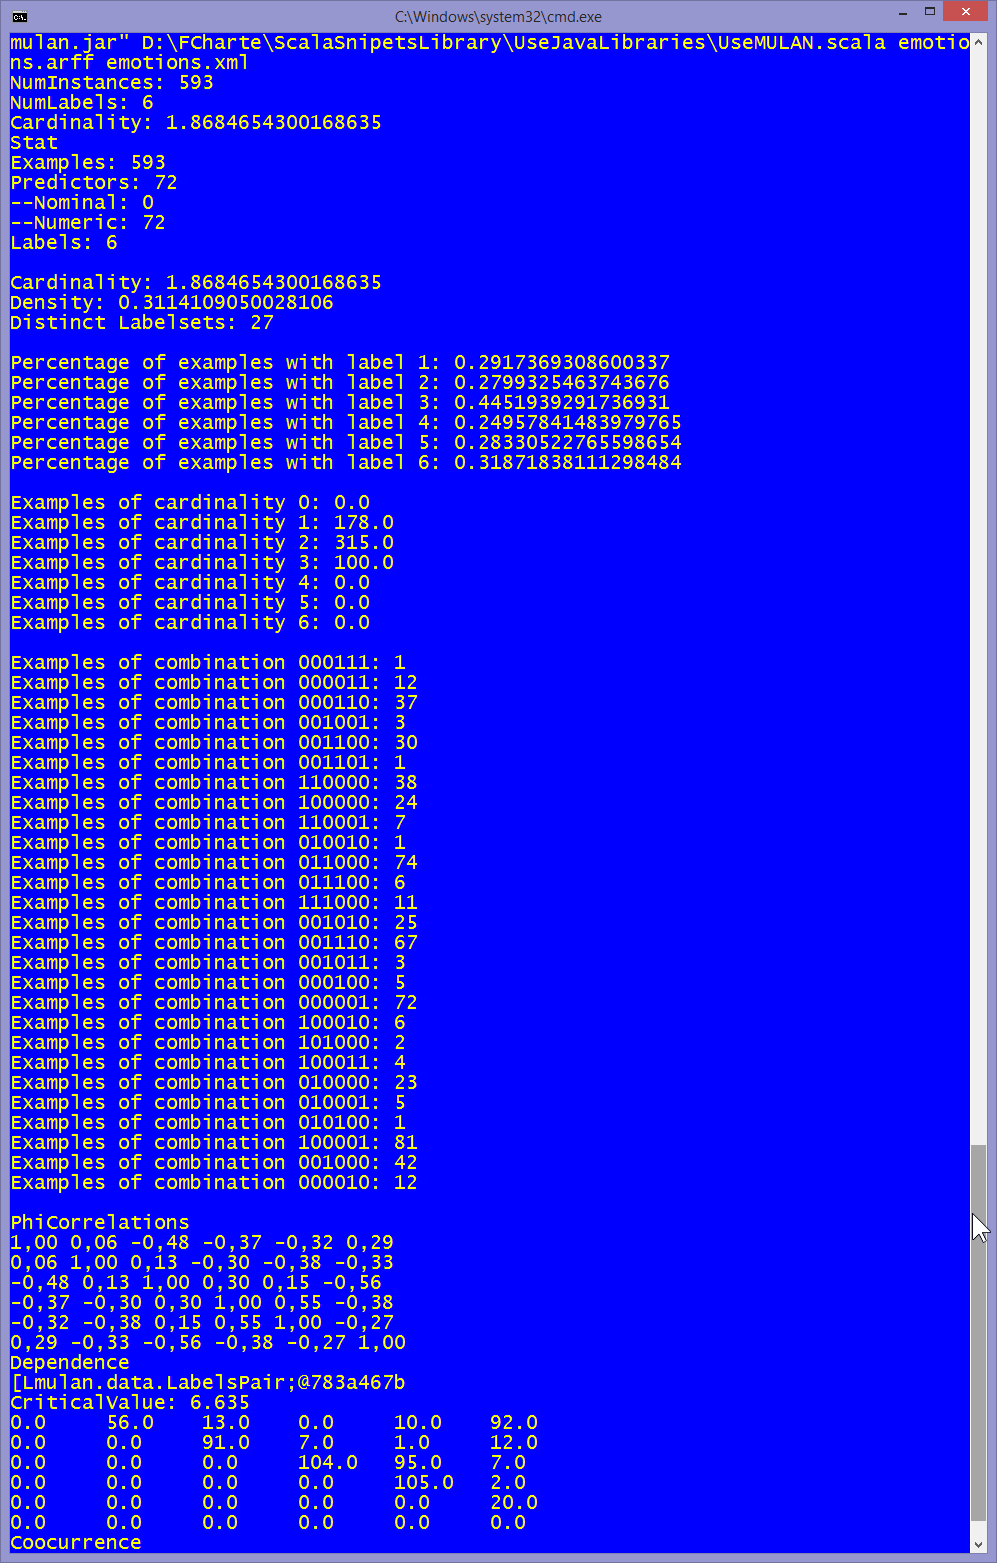 C:\Windows\system32\cmd.exe
mulan.jar" D:\FCharte\ScalaSnipetsLibrary\UseJavaLibraries\UseMULAN.scala emotio
ns.arff emotions.xml
NumInstances: 593
NumLabels: 6
Cardinality: 1.8684654300168635
Stat
Examples: 593
Predictors: 72
--Nominal: 0
--Numeric: 72
Labels: 6
Cardinality: 1.8684654300168635
Density: 0.3114109050028106
Distinct Labelsets: 27
Percentage of examples with label 1: 0.2917369308600337
Percentage of examples with label 2: 0.2799325463743676
Percentage of examples with label 3: 0.4451939291736931
Percentage of examples with label 4: 0.24957841483979765
Percentage of examples with label 5: 0.28330522765598654
Percentage of examples with label 6: 0.31871838111298484
Examples of cardinality 0: 0.0
Examples of cardinality 1: 178.0
Examples of cardinality 2: 315.0
Examples of cardinality 3: 100.0
Examples of cardinality 4: 0.0
Examples of cardinality 5: 0.0
Examples of cardinality 6: 0.0
Examples of combination 000111: 1
Examples of combination 000011: 12
Examples of combination 000110: 37
Examples of combination 001001: 3
Examples of combination 001100: 30
Examples of combination 001101: 1
Examples of combination 110000: 38
Examples of combination 100000: 24
Examples of combination 110001: 7
Examples of combination 010010: 1
Examples of combination 011000: 74
Examples of combination 011100: 6
Examples of combination 111000: 11
Examples of combination 001010: 25
Examples of combination 001110: 67
Examples of combination 001011: 3
Examples of combination 000100: 5
Examples of combination 000001: 72
Examples of combination 100010: 6
Examples of combination 101000: 2
Examples of combination 100011: 4
Examples of combination 010000: 23
Examples of combination 010001: 5
Examples of combination 010100: 1
Examples of combination 100001: 81
Examples of combination 001000: 42
Examples of combination 000010: 12
PhiCorrelations
1,00 0,06 -0,48 -0,37 -0,32 0,29
0,06 1,00 0,13 -0,30 -0,38 -0,33
-0,48 0,13 1,00 0,30 0,15 -0,56
-0,37 -0,30 0,30 1,00 0,55 -0,38
-0,32 -0,38 0,15 0,55 1,00 -0,27
0,29 -0,33 -0,56 -0,38 -0,27 1,00
Dependence
[Lmulan.data.LabelsPair;@783a467b
CriticalValue: 6.635
0.0 56.0 13.0 0.0 10.0 92.0
0.0 0.0 91.0 7.0 1.0 12.0
0.0 0.0 0.0 104.0 95.0 7.0
0.0 0.0 0.0 0.0 105.0 2.0
0.0 0.0 0.0 0.0 0.0 20.0
0.0 0.0 0.0 0.0 0.0 0.0
Coocurrence